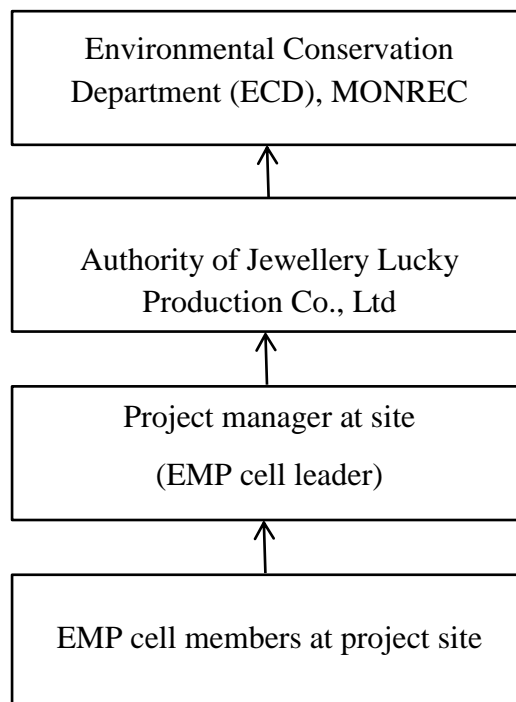 Environmental Conservation
Department (ECD), MONREC
Authority of Jewellery Lucky
Production Co., Ltd
Project manager at site
(EMP cell leader)
EMP cell members at project site